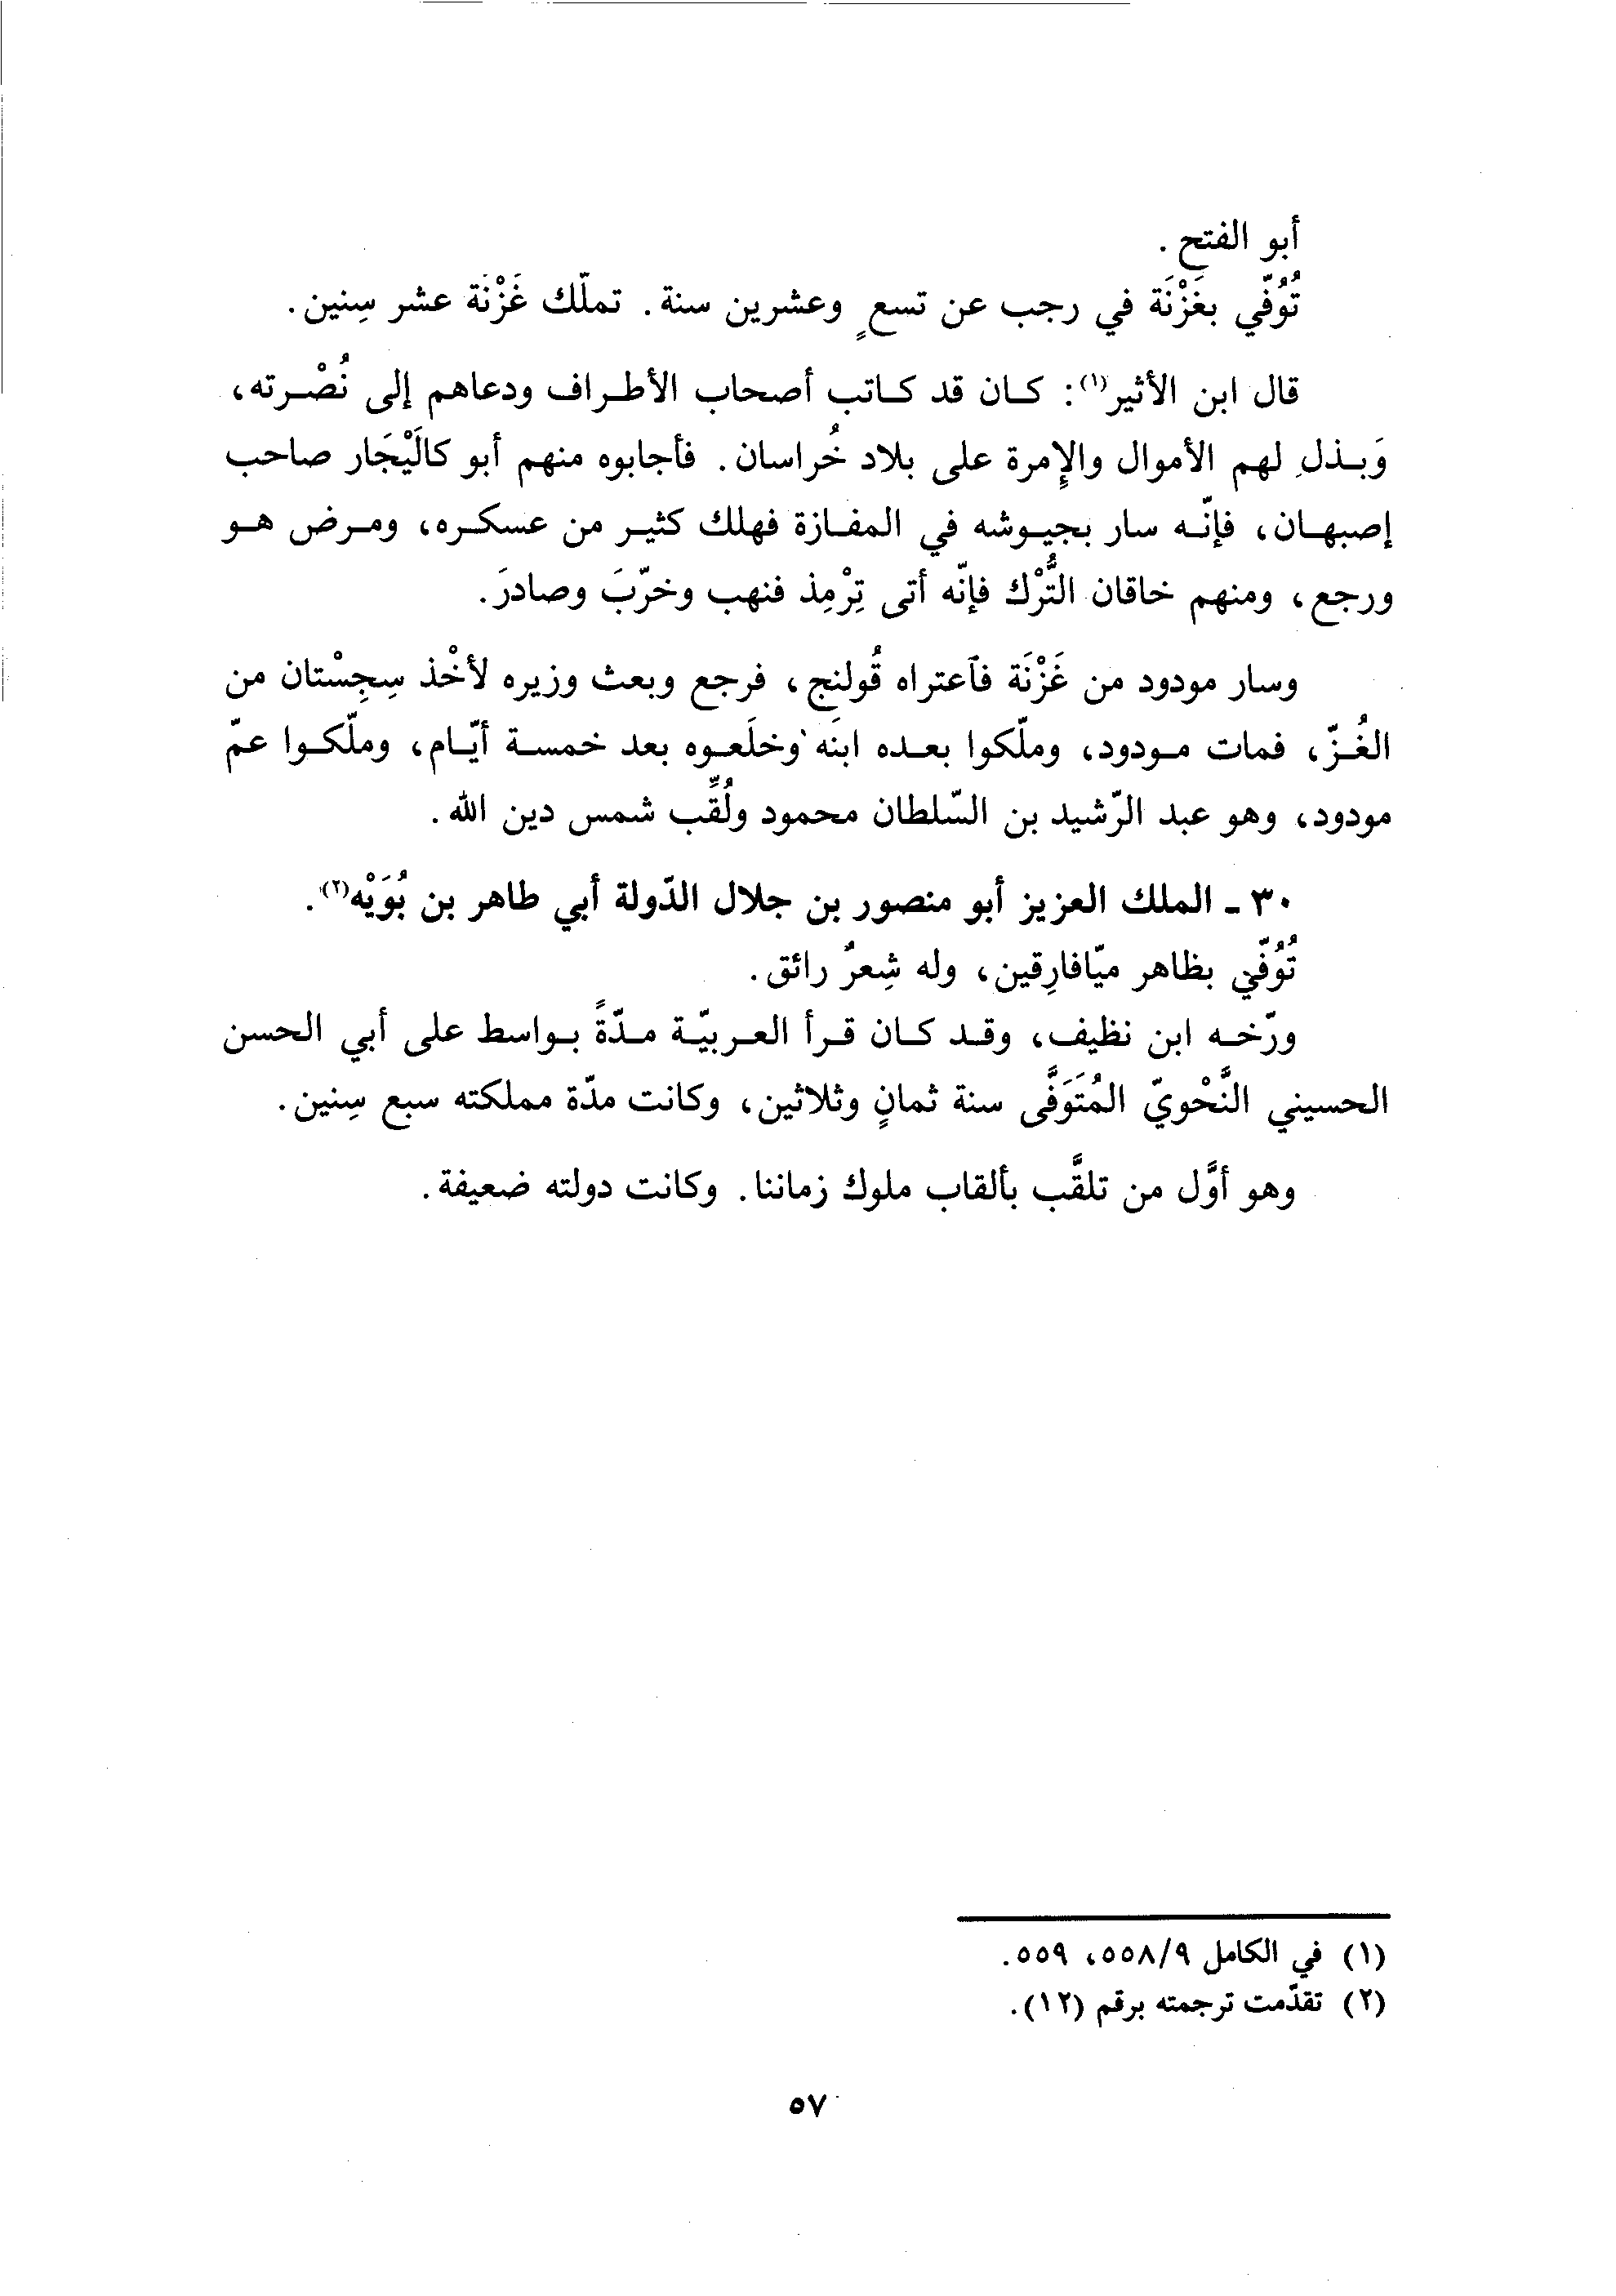 أبو الفتح .
تُوُفّي بغَزْنَة في رجب عن تسعٍ وعشرين سنة. تملّك غَزْنَة عشر سِنين.
قال ابن الأثير(١): كان قد كاتب أصحاب الأطراف ودعاهم إلى نُصْرته،
وَبذلِ لهم الأموال والإمرة على بلاد خُراسان. فأجابوه منهم أبو كالَيْجَار صاحب
إصبهان، فإنّه سار بجيوشه في المفازة فهلك كثير من عسكره، ومرض هو
ورجع، ومنهم خاقان التُّرْك فإنّه أتى تِرْمِذ فنهب وخرّبَ وصادرَ.
وسار مودود من غَزْنَة فآعتراه قُولنج، فرجع وبعث وزيره لأخْذ سِجِسْتان من
الغُزّ، فمات مودود، وملّكوا بعده ابنَه وخلَعوه بعد خمسة أيّام، وملّكوا عمّ
مودود، وهو عبد الرّشيد بن السّلطان محمود ولُقِّب شمس دين الله.
٣٠ - الملك العزيز أبو منصور بن جلال الدّولة أبي طاهر بن بُوَيْه(٢).
تُوُفّي بظاهر ميّافارِقين، وله شِعرٌ رائق.
ورّخه ابن نظيف، وقد كان قرأ العربيّة مدّةً بواسط على أبي الحسن
الحسيني النَّحْويّ المُتَوَفَّى سنة ثمانٍ وثلاثين، وكانت مدّة مملكته سبع سِنين.
وهو أوَّل من تلقَّب بألقاب ملوك زماننا. وكانت دولته ضعيفة.
(١) في الكامل ٥٥٨/٩، ٥٥٩.
(٢) تقدّمت ترجمته برقم (١٢).
٥٧